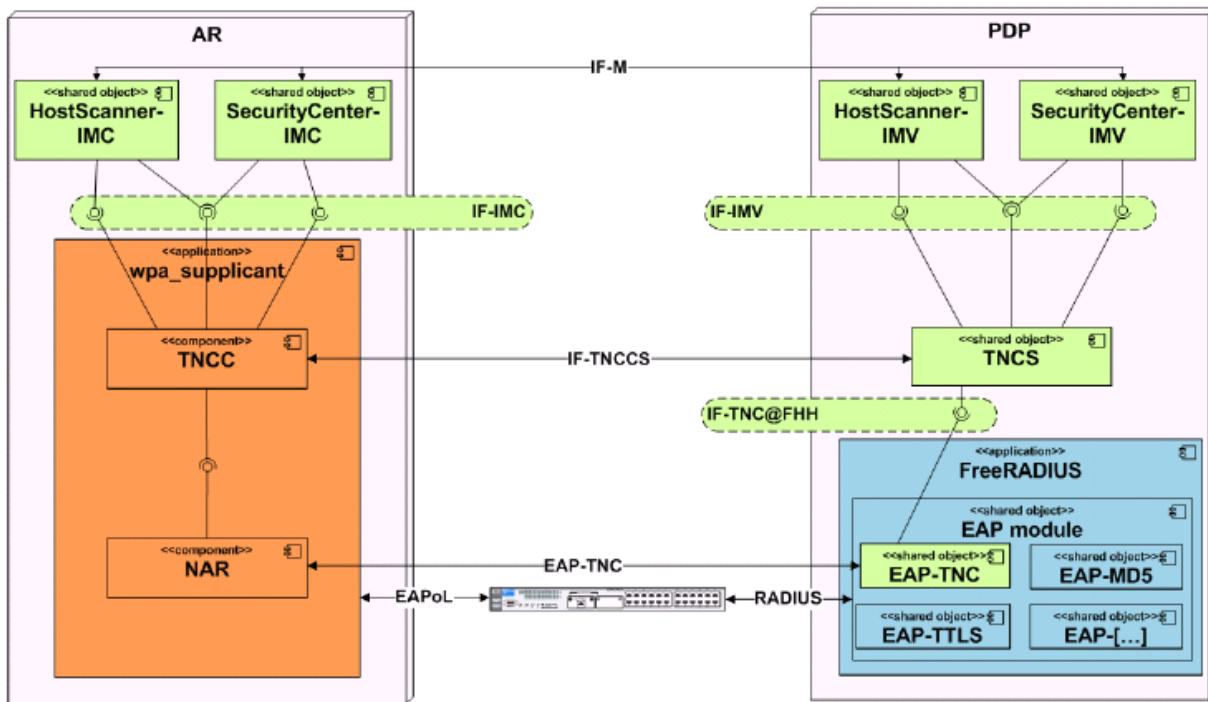 AR
PDP
IF-M
<<shared object>>
HostScanner-
IMC
<<shared object>>
SecurityCenter-
IMC
<<shared object>>
HostScanner-
IMV
<<shared object>>
SecurityCenter-
IMV
IF-IMC
IF-IMV
<<application>>
wpa_supplicant
<<component>>
TNCC
IF-TNCCS
<<shared object>>
TNCS
IF-TNC@FHH
<<application>>
FreeRADIUS
<<shared object>>
EAP module
<<component>>
NAR
EAP-TNC
<<shared object>>
EAP-TNC
<<shared object>>
EAP-MD5
EAPoL
RADIUS
<<shared object>>
EAP-TTLS
<<shared object>>
EAP-[...]